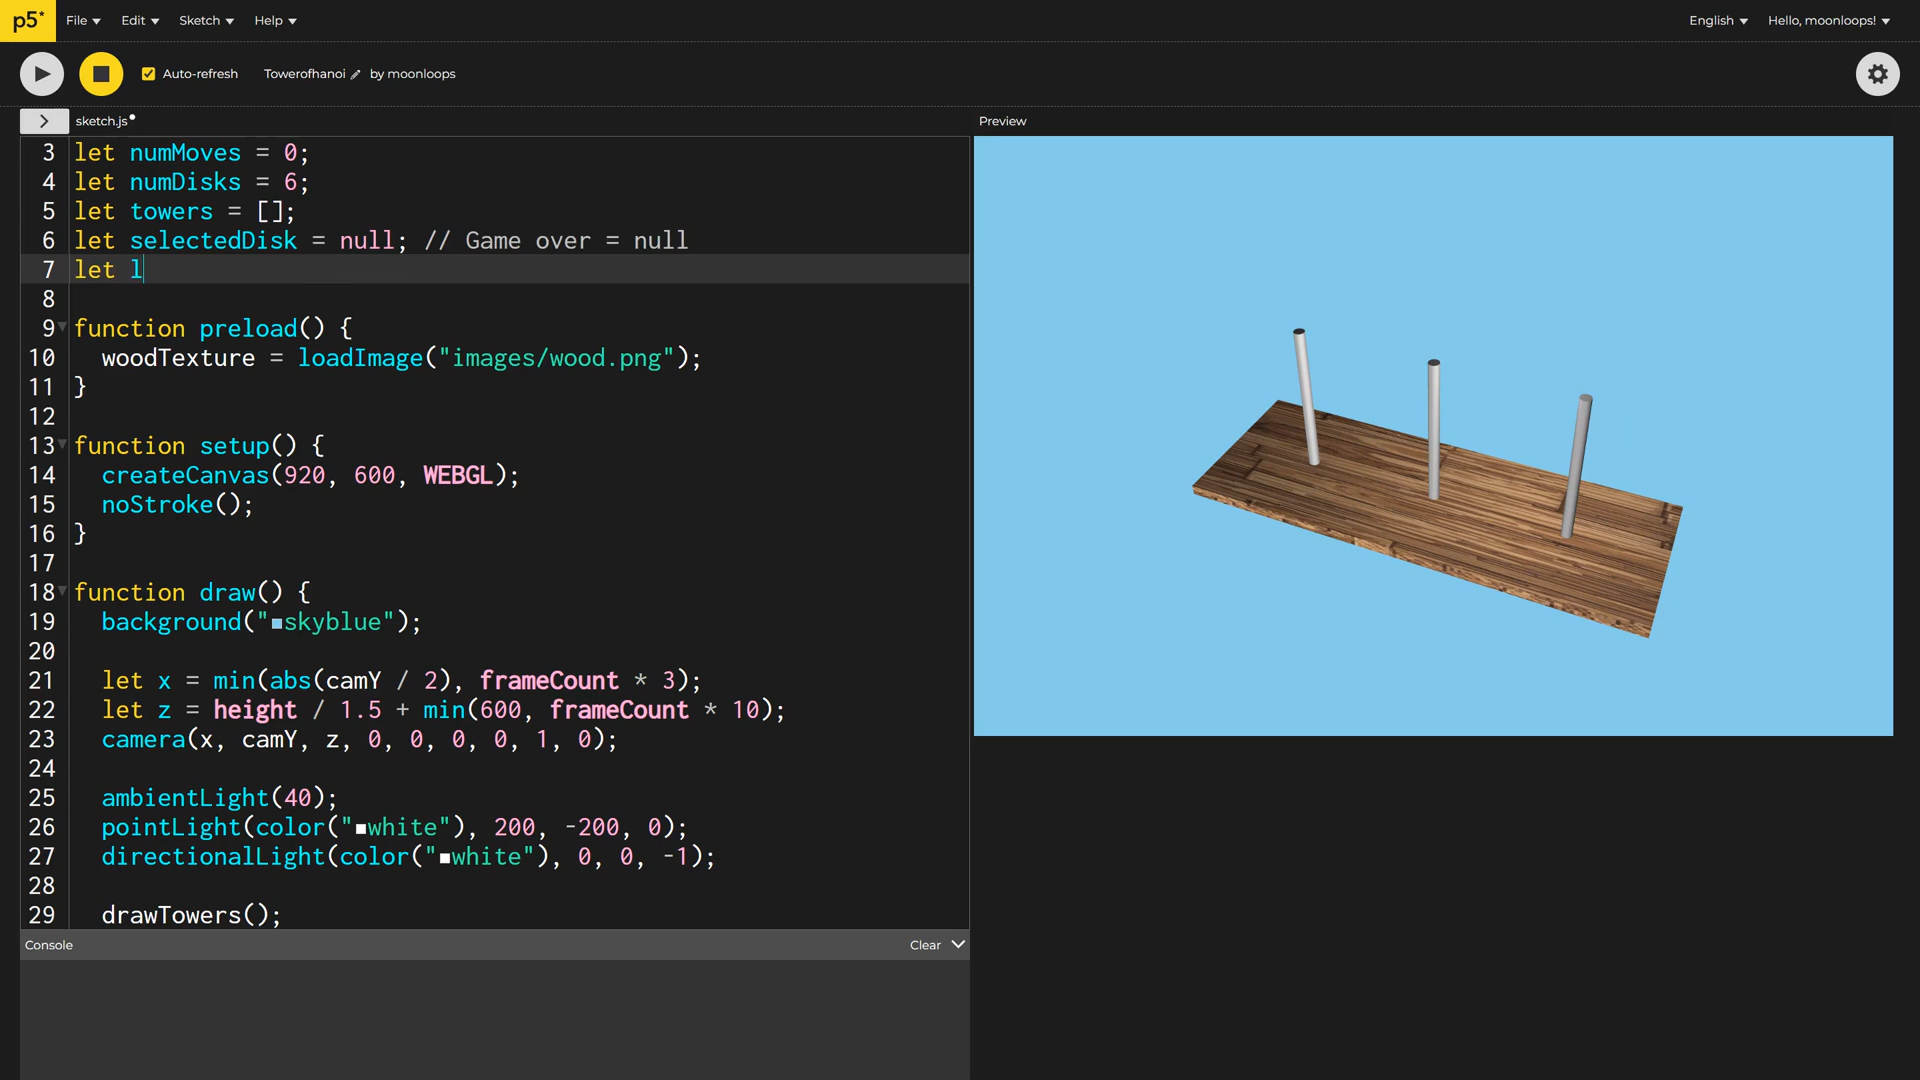 p5* File Edit Sketch Help English Hello, moonloops!
Auto-refresh Towerofhanoi by moonloops
sketch.js Preview
3 let numMoves = 0;
4 let numDisks = 6;
5 let towers = [];
6 let selectedDisk = null; // Game over = null
7 let l
8
9 function preload() {
10 woodTexture = loadImage("images/wood.png");
11 }
12
13 function setup() {
14 createCanvas(920, 600, WEBGL);
15 noStroke();
16 }
17
18 function draw() {
19 background("skyblue");
20
21 let x = min(abs(camY / 2), frameCount * 3);
22 let z = height / 1.5 + min(600, frameCount * 10);
23 camera(x, camY, z, 0, 0, 0, 0, 1, 0);
24
25 ambientLight(40);
26 pointLight(color("white"), 200, -200, 0);
27 directionalLight(color("white"), 0, 0, -1);
28
29 drawTowers();
Console Clear